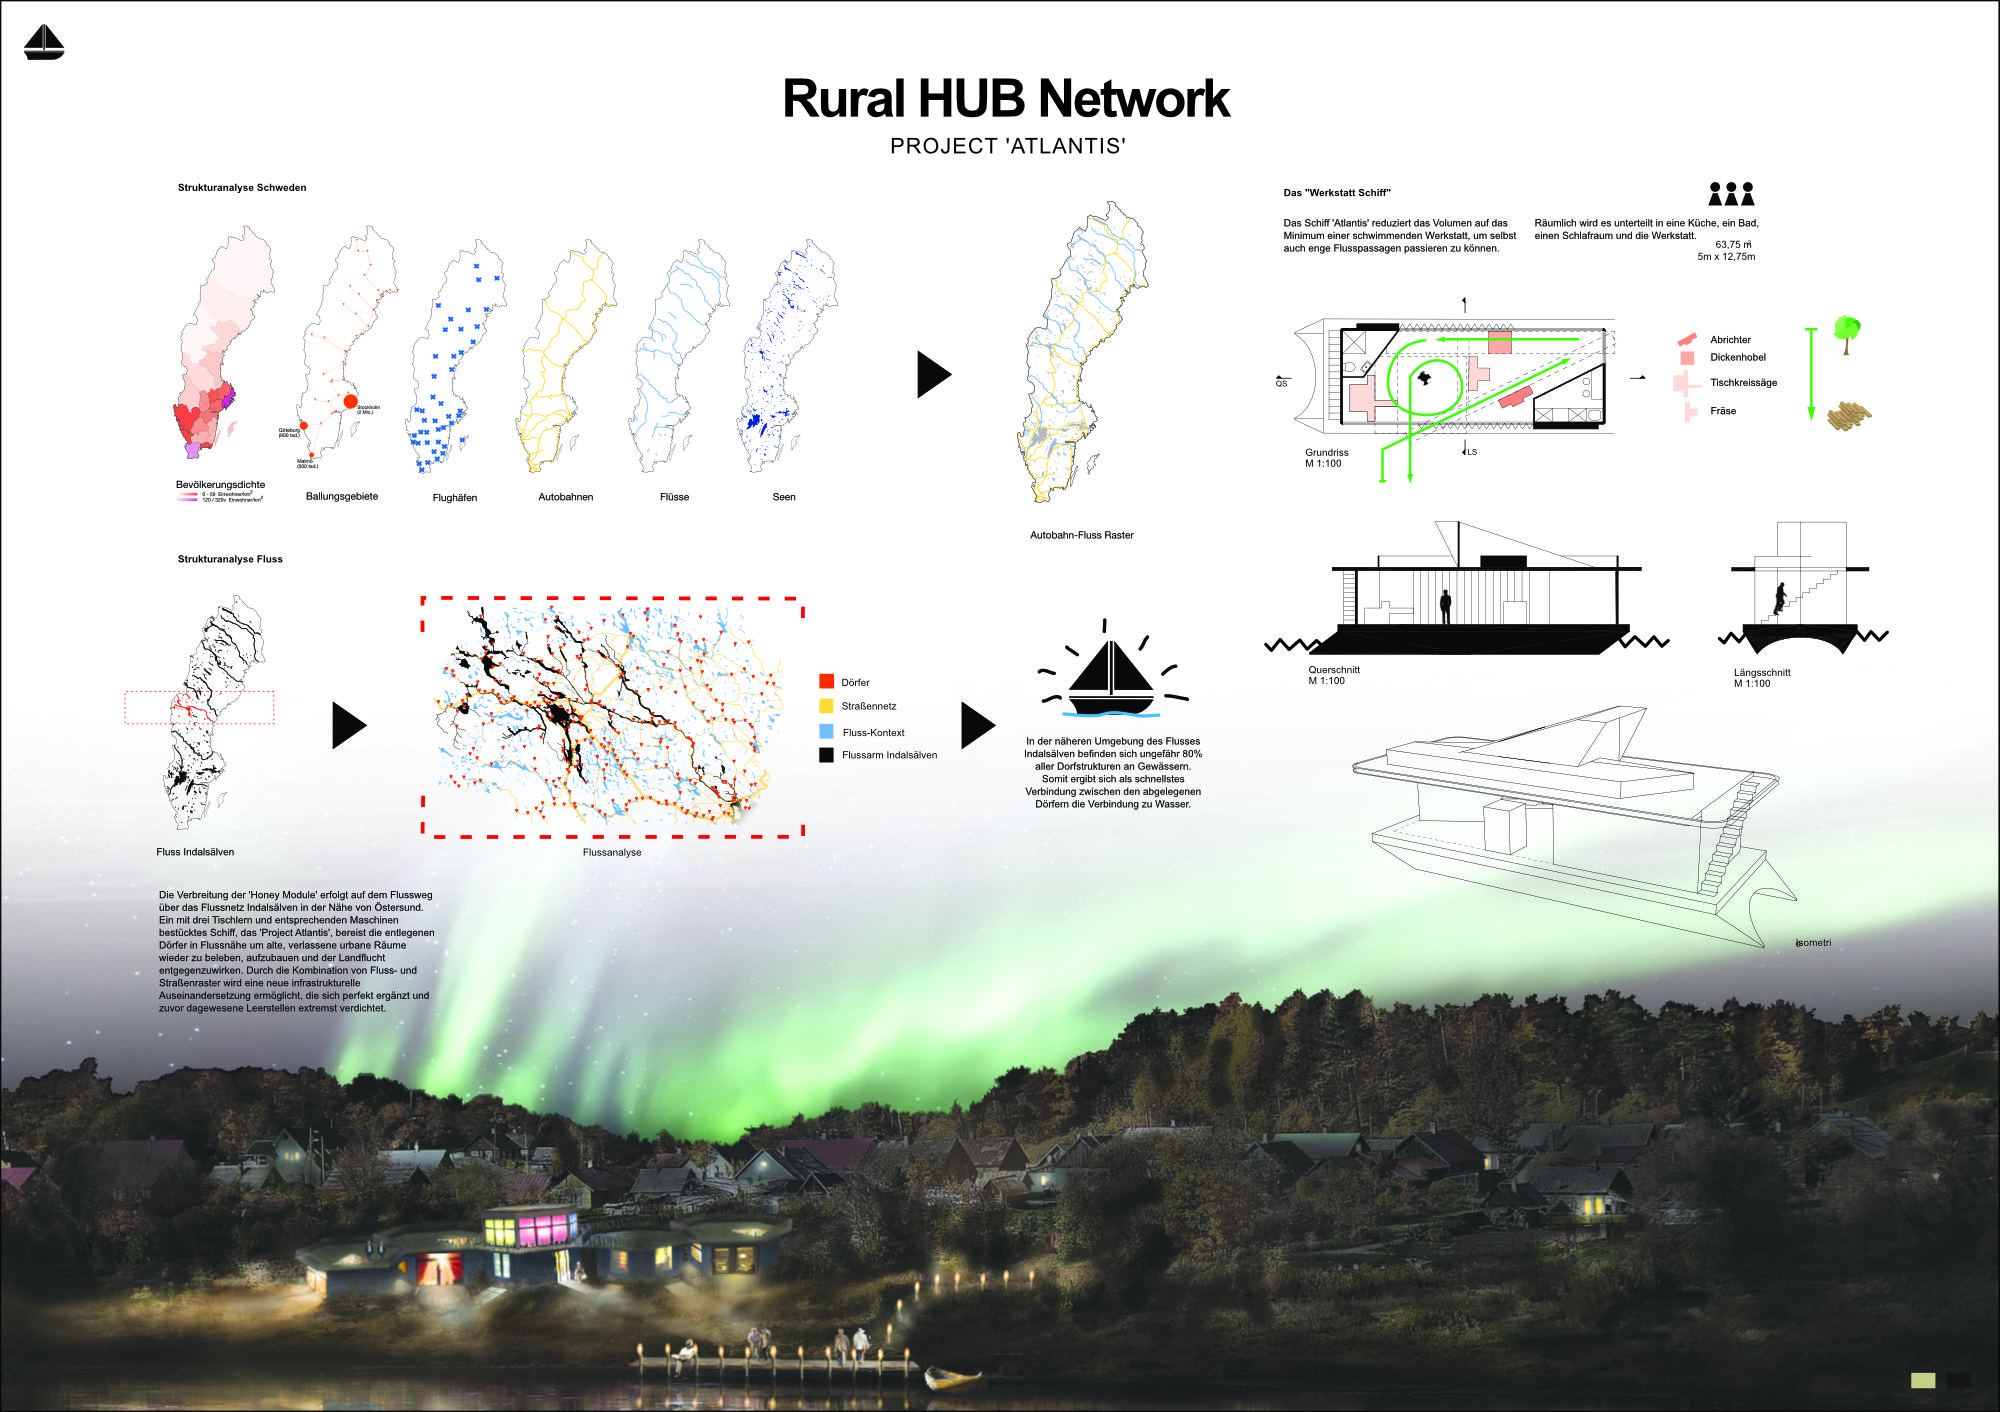 Rural HUB Network
PROJECT 'ATLANTIS'
Strukturanalyse Schweden
Stockholm
(2 Mio.)
Göteburg
(900 tsd.)
Malmö
(500 tsd.)
Bevölkerungsdichte
0 - 59 Einwohner/km²
120 / 320v Einwohner/km²
Ballungsgebiete
Flughäfen
Autobahnen
Flüsse
Seen
Autobahn-Fluss Raster
Das "Werkstatt Schiff"
Das Schiff 'Atlantis' reduziert das Volumen auf das
Minimum einer schwimmenden Werkstatt, um selbst
auch enge Flusspassagen passieren zu können.
Räumlich wird es unterteilt in eine Küche, ein Bad,
einen Schlafraum und die Werkstatt.
63,75 m²
5m x 12,75m
QS
LS
Grundriss
M 1:100
Abrichter
Dickenhobel
Tischkreissäge
Fräse
Querschnitt
M 1:100
Längsschnitt
M 1:100
Isometri
Strukturanalyse Fluss
Fluss Indalsälven
Flussanalyse
Dörfer
Straßennetz
Fluss-Kontext
Flussarm Indalsälven
In der näheren Umgebung des Flusses
Indalsälven befinden sich ungefähr 80%
aller Dorfstrukturen an Gewässern.
Somit ergibt sich als schnellstes
Verbindung zwischen den abgelegenen
Dörfern die Verbindung zu Wasser.
Die Verbreitung der 'Honey Module' erfolgt auf dem Flussweg
über das Flussnetz Indalsälven in der Nähe von Östersund.
Ein mit drei Tischlern und entsprechenden Maschinen
bestücktes Schiff, das 'Project Atlantis', bereist die entlegenen
Dörfer in Flussnähe um alte, verlassene urbane Räume
wieder zu beleben, aufzubauen und der Landflucht
entgegenzuwirken. Durch die Kombination von Fluss- und
Straßenraster wird eine neue infrastrukturelle
Auseinandersetzung ermöglicht, die sich perfekt ergänzt und
zuvor dagewesene Leerstellen extremst verdichtet.